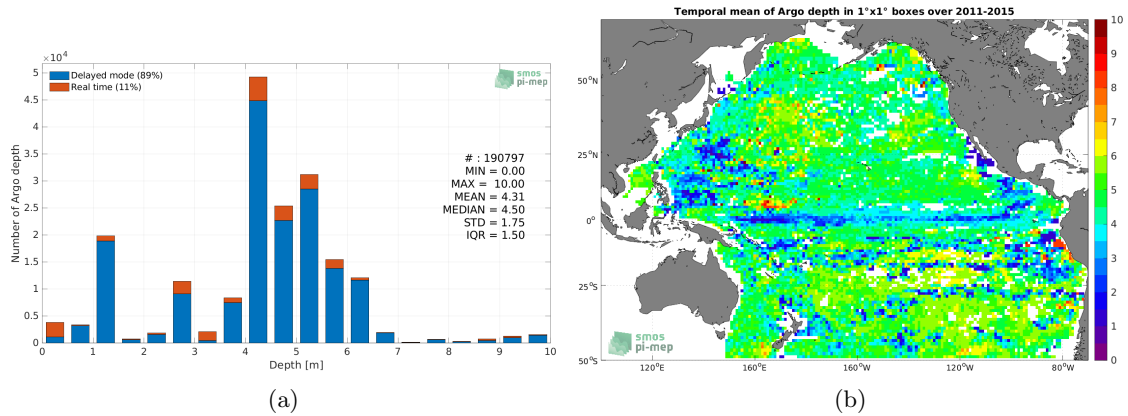 ×10⁴
5
4.5
4
3.5
3
2.5
2
1.5
1
0.5
0
Number of Argo depth
Delayed mode (89%)
Real time (11%)
smos
pi-mep
# : 190797
MIN = 0.00
MAX = 10.00
MEAN = 4.31
MEDIAN = 4.50
STD = 1.75
IQR = 1.50
0 1 2 3 4 5 6 7 8 9 10
Depth [m]
(a)
Temporal mean of Argo depth in 1°x1° boxes over 2011-2015
50°N
25°N
0°
25°S
50°S
smos
pi-mep
120°E 160°E 160°W 120°W 80°W
10
9
8
7
6
5
4
3
2
1
0
(b)